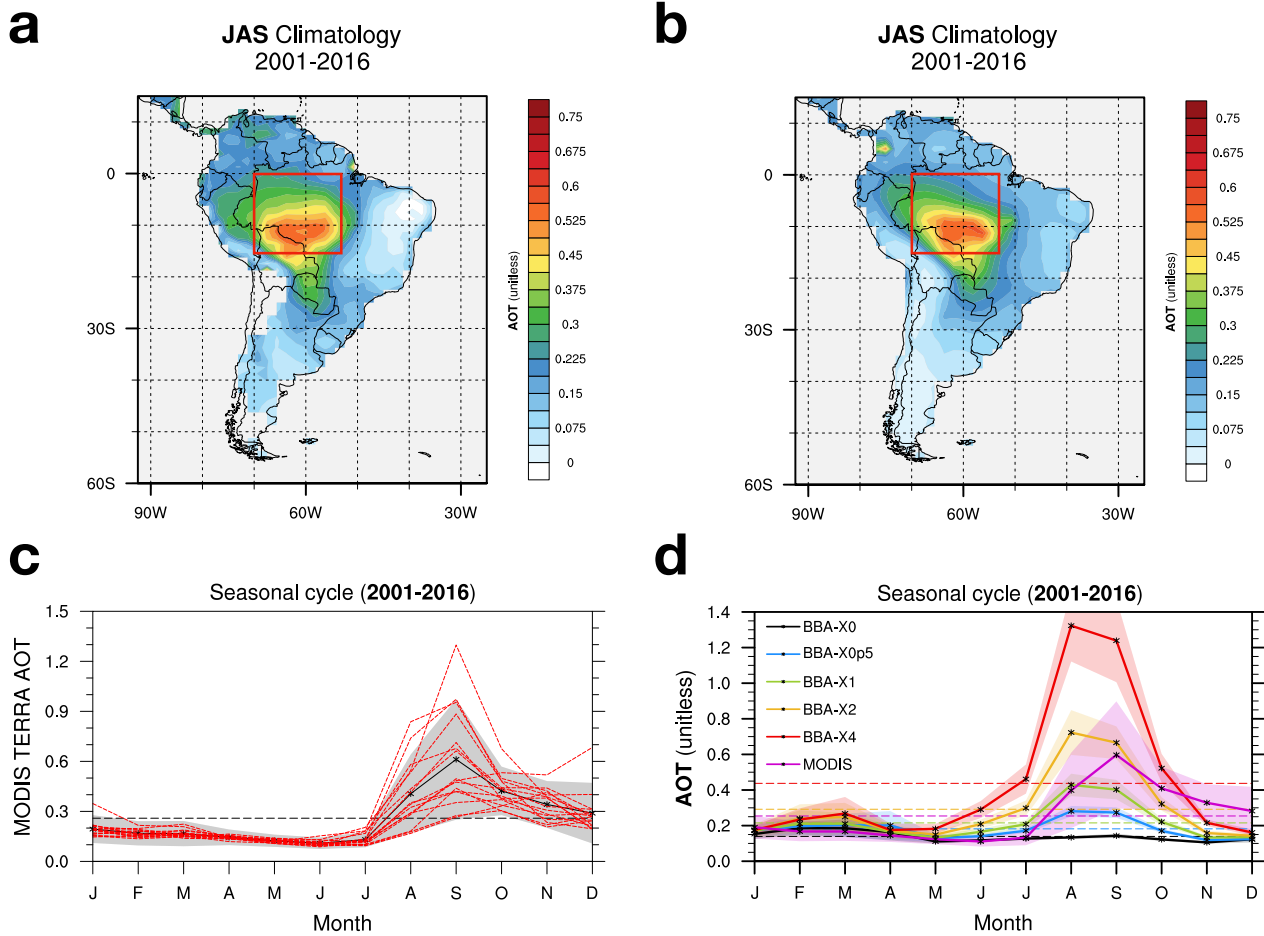 a
JAS Climatology
2001-2016
0
30S
60S
90W
60W
30W
0.75
0.675
0.6
0.525
0.45
0.375
0.3
0.225
0.15
0.075
0
AOT (unitless)
b
JAS Climatology
2001-2016
0
30S
60S
90W
60W
30W
0.75
0.675
0.6
0.525
0.45
0.375
0.3
0.225
0.15
0.075
0
AOT (unitless)
c
Seasonal cycle (2001-2016)
1.5
1.2
0.9
0.6
0.3
0.0
MODIS TERRA AOT
J F M A M J J A S O N D
Month
d
Seasonal cycle (2001-2016)
1.4
1.2
1.0
0.8
0.6
0.4
0.2
0.0
AOT (unitless)
BBA-X0
BBA-X0p5
BBA-X1
BBA-X2
BBA-X4
MODIS
J F M A M J J A S O N D
Month